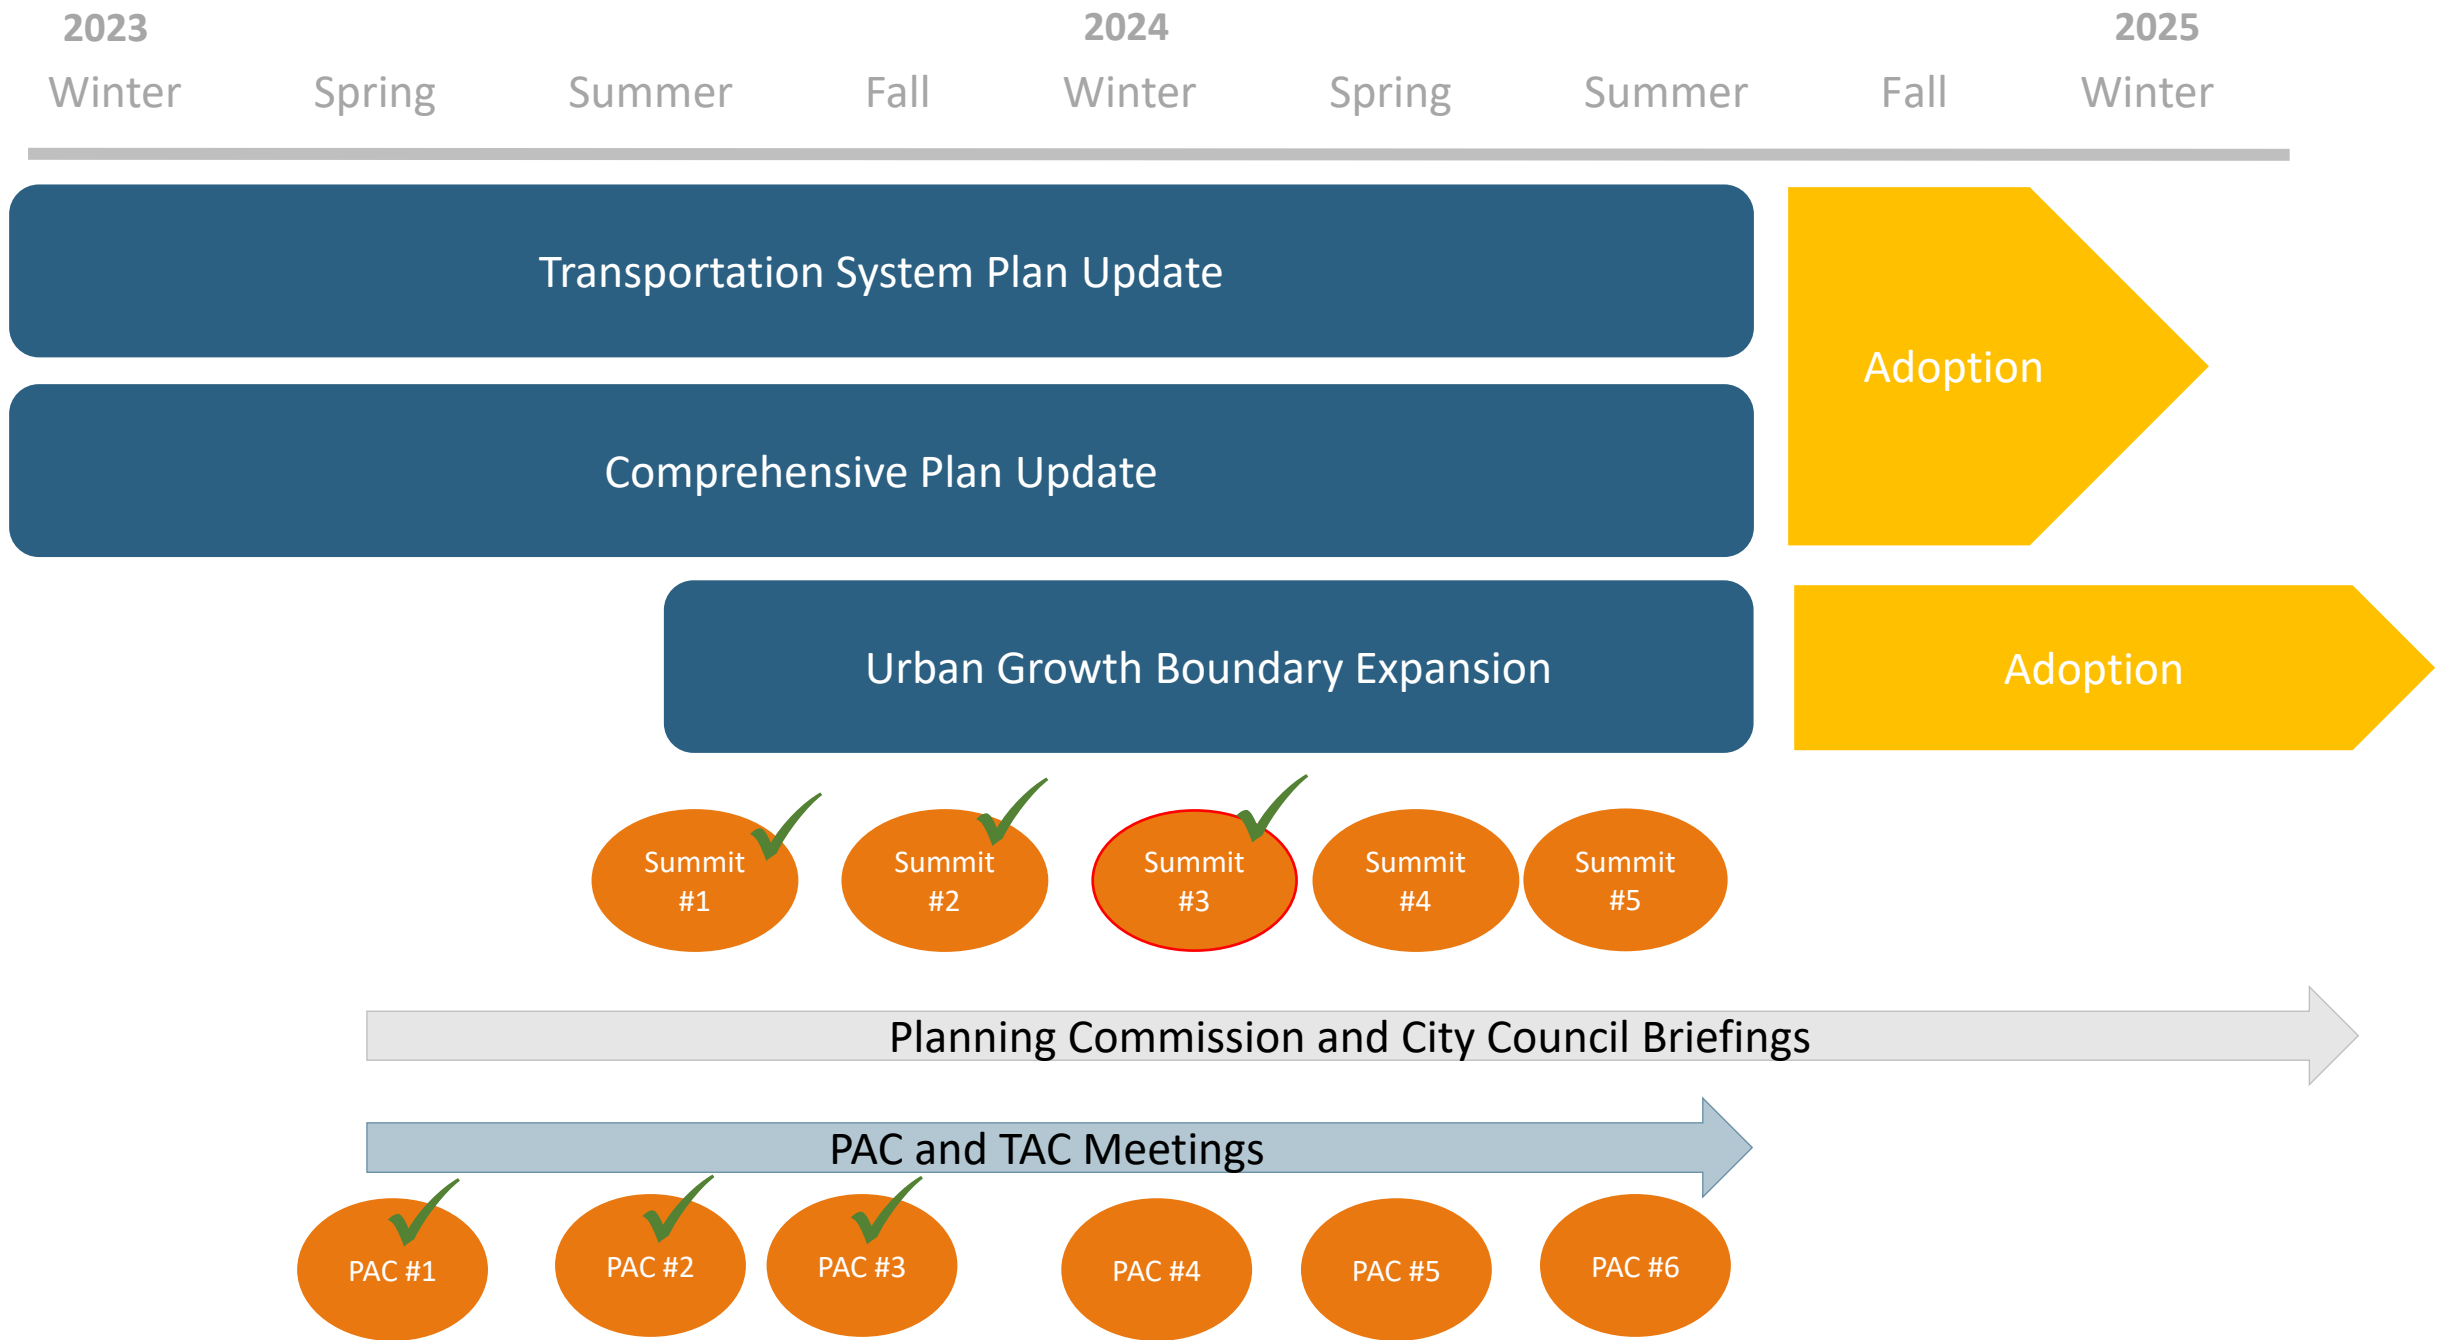 2023 2024 2025
Winter Spring Summer Fall Winter Spring Summer Fall Winter
Transportation System Plan Update
Adoption
Comprehensive Plan Update
Urban Growth Boundary Expansion
Adoption
Summit
#1
Summit
#2
Summit
#3
Summit
#4
Summit
#5
Planning Commission and City Council Briefings
PAC and TAC Meetings
PAC #1
PAC #2
PAC #3
PAC #4
PAC #5
PAC #6